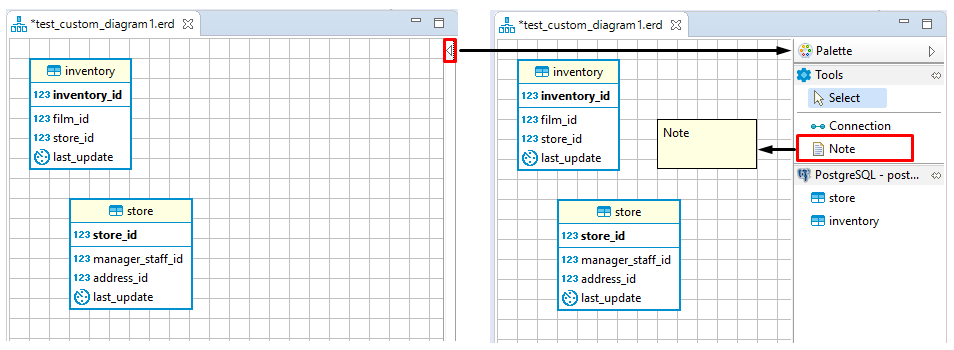 *test_custom_diagram1.erd
inventory
123 inventory_id
123 film_id
123 store_id
last_update
store
123 store_id
123 manager_staff_id
123 address_id
last_update
*test_custom_diagram1.erd
inventory
123 inventory_id
123 film_id
123 store_id
last_update
Note
store
123 store_id
123 manager_staff_id
123 address_id
last_update
Palette
Tools
Select
Connection
Note
PostgreSQL - post...
store
inventory